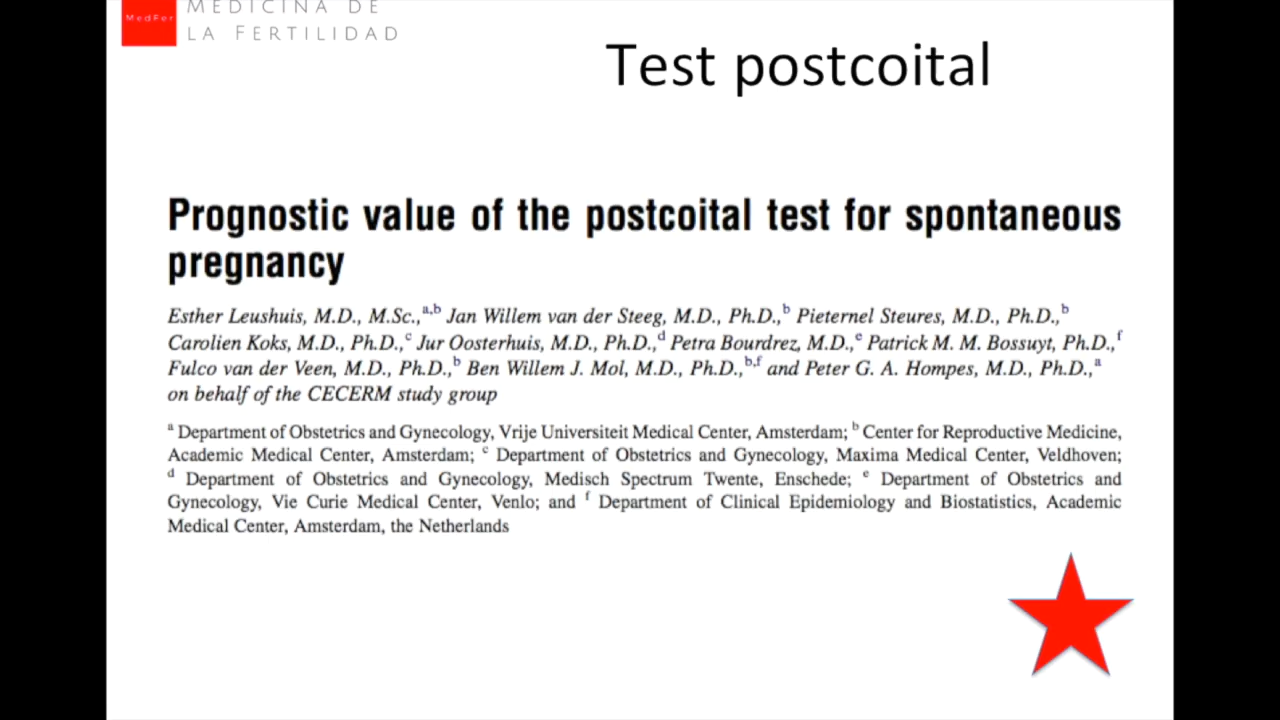 MEDICINA DE
MedFer
LA FERTILIDAD
Test postcoital
Prognostic value of the postcoital test for spontaneous
pregnancy
Esther Leushuis, M.D., M.Sc.,a,b Jan Willem van der Steeg, M.D., Ph.D.,b Pieternel Steures, M.D., Ph.D.,b
Carolien Koks, M.D., Ph.D.,c Jur Oosterhuis, M.D., Ph.D.,d Petra Bourdrez, M.D.,e Patrick M. M. Bossuyt, Ph.D.,f
Fulco van der Veen, M.D., Ph.D.,b Ben Willem J. Mol, M.D., Ph.D.,b,f and Peter G. A. Hompes, M.D., Ph.D.,a
on behalf of the CECERM study group
a Department of Obstetrics and Gynecology, Vrije Universiteit Medical Center, Amsterdam; b Center for Reproductive Medicine,
Academic Medical Center, Amsterdam; c Department of Obstetrics and Gynecology, Maxima Medical Center, Veldhoven;
d Department of Obstetrics and Gynecology, Medisch Spectrum Twente, Enschede; e Department of Obstetrics and
Gynecology, Vie Curie Medical Center, Venlo; and f Department of Clinical Epidemiology and Biostatistics, Academic
Medical Center, Amsterdam, the Netherlands